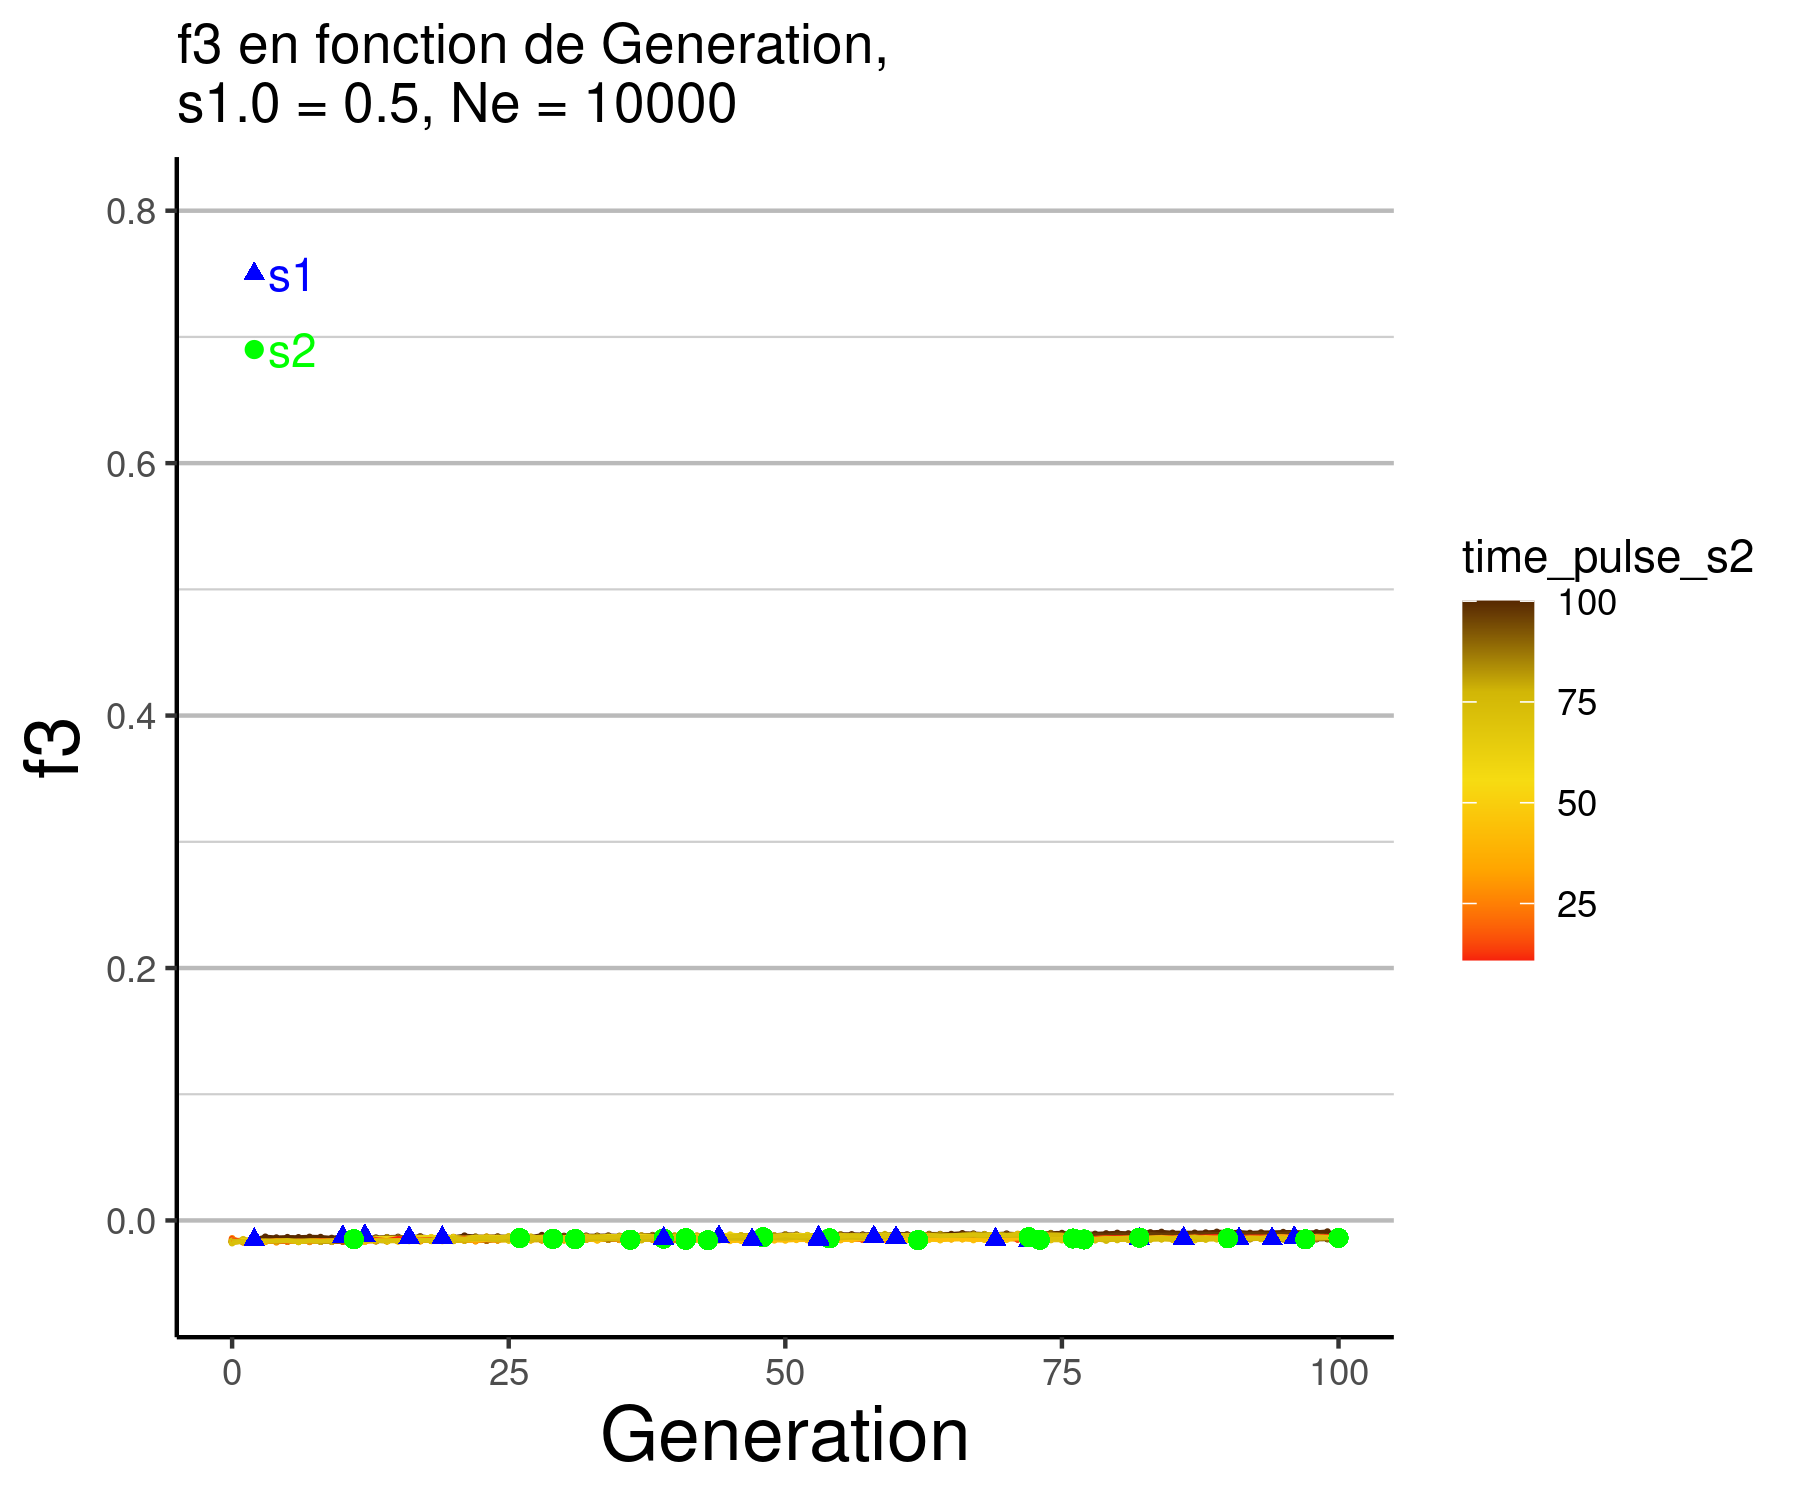 f3 en fonction de Generation,
s1.0 = 0.5, Ne = 10000
0.8
s1
s2
0.6
0.4
0.2
0.0
f3
0
25
50
75
100
Generation
time_pulse_s2
100
75
50
25